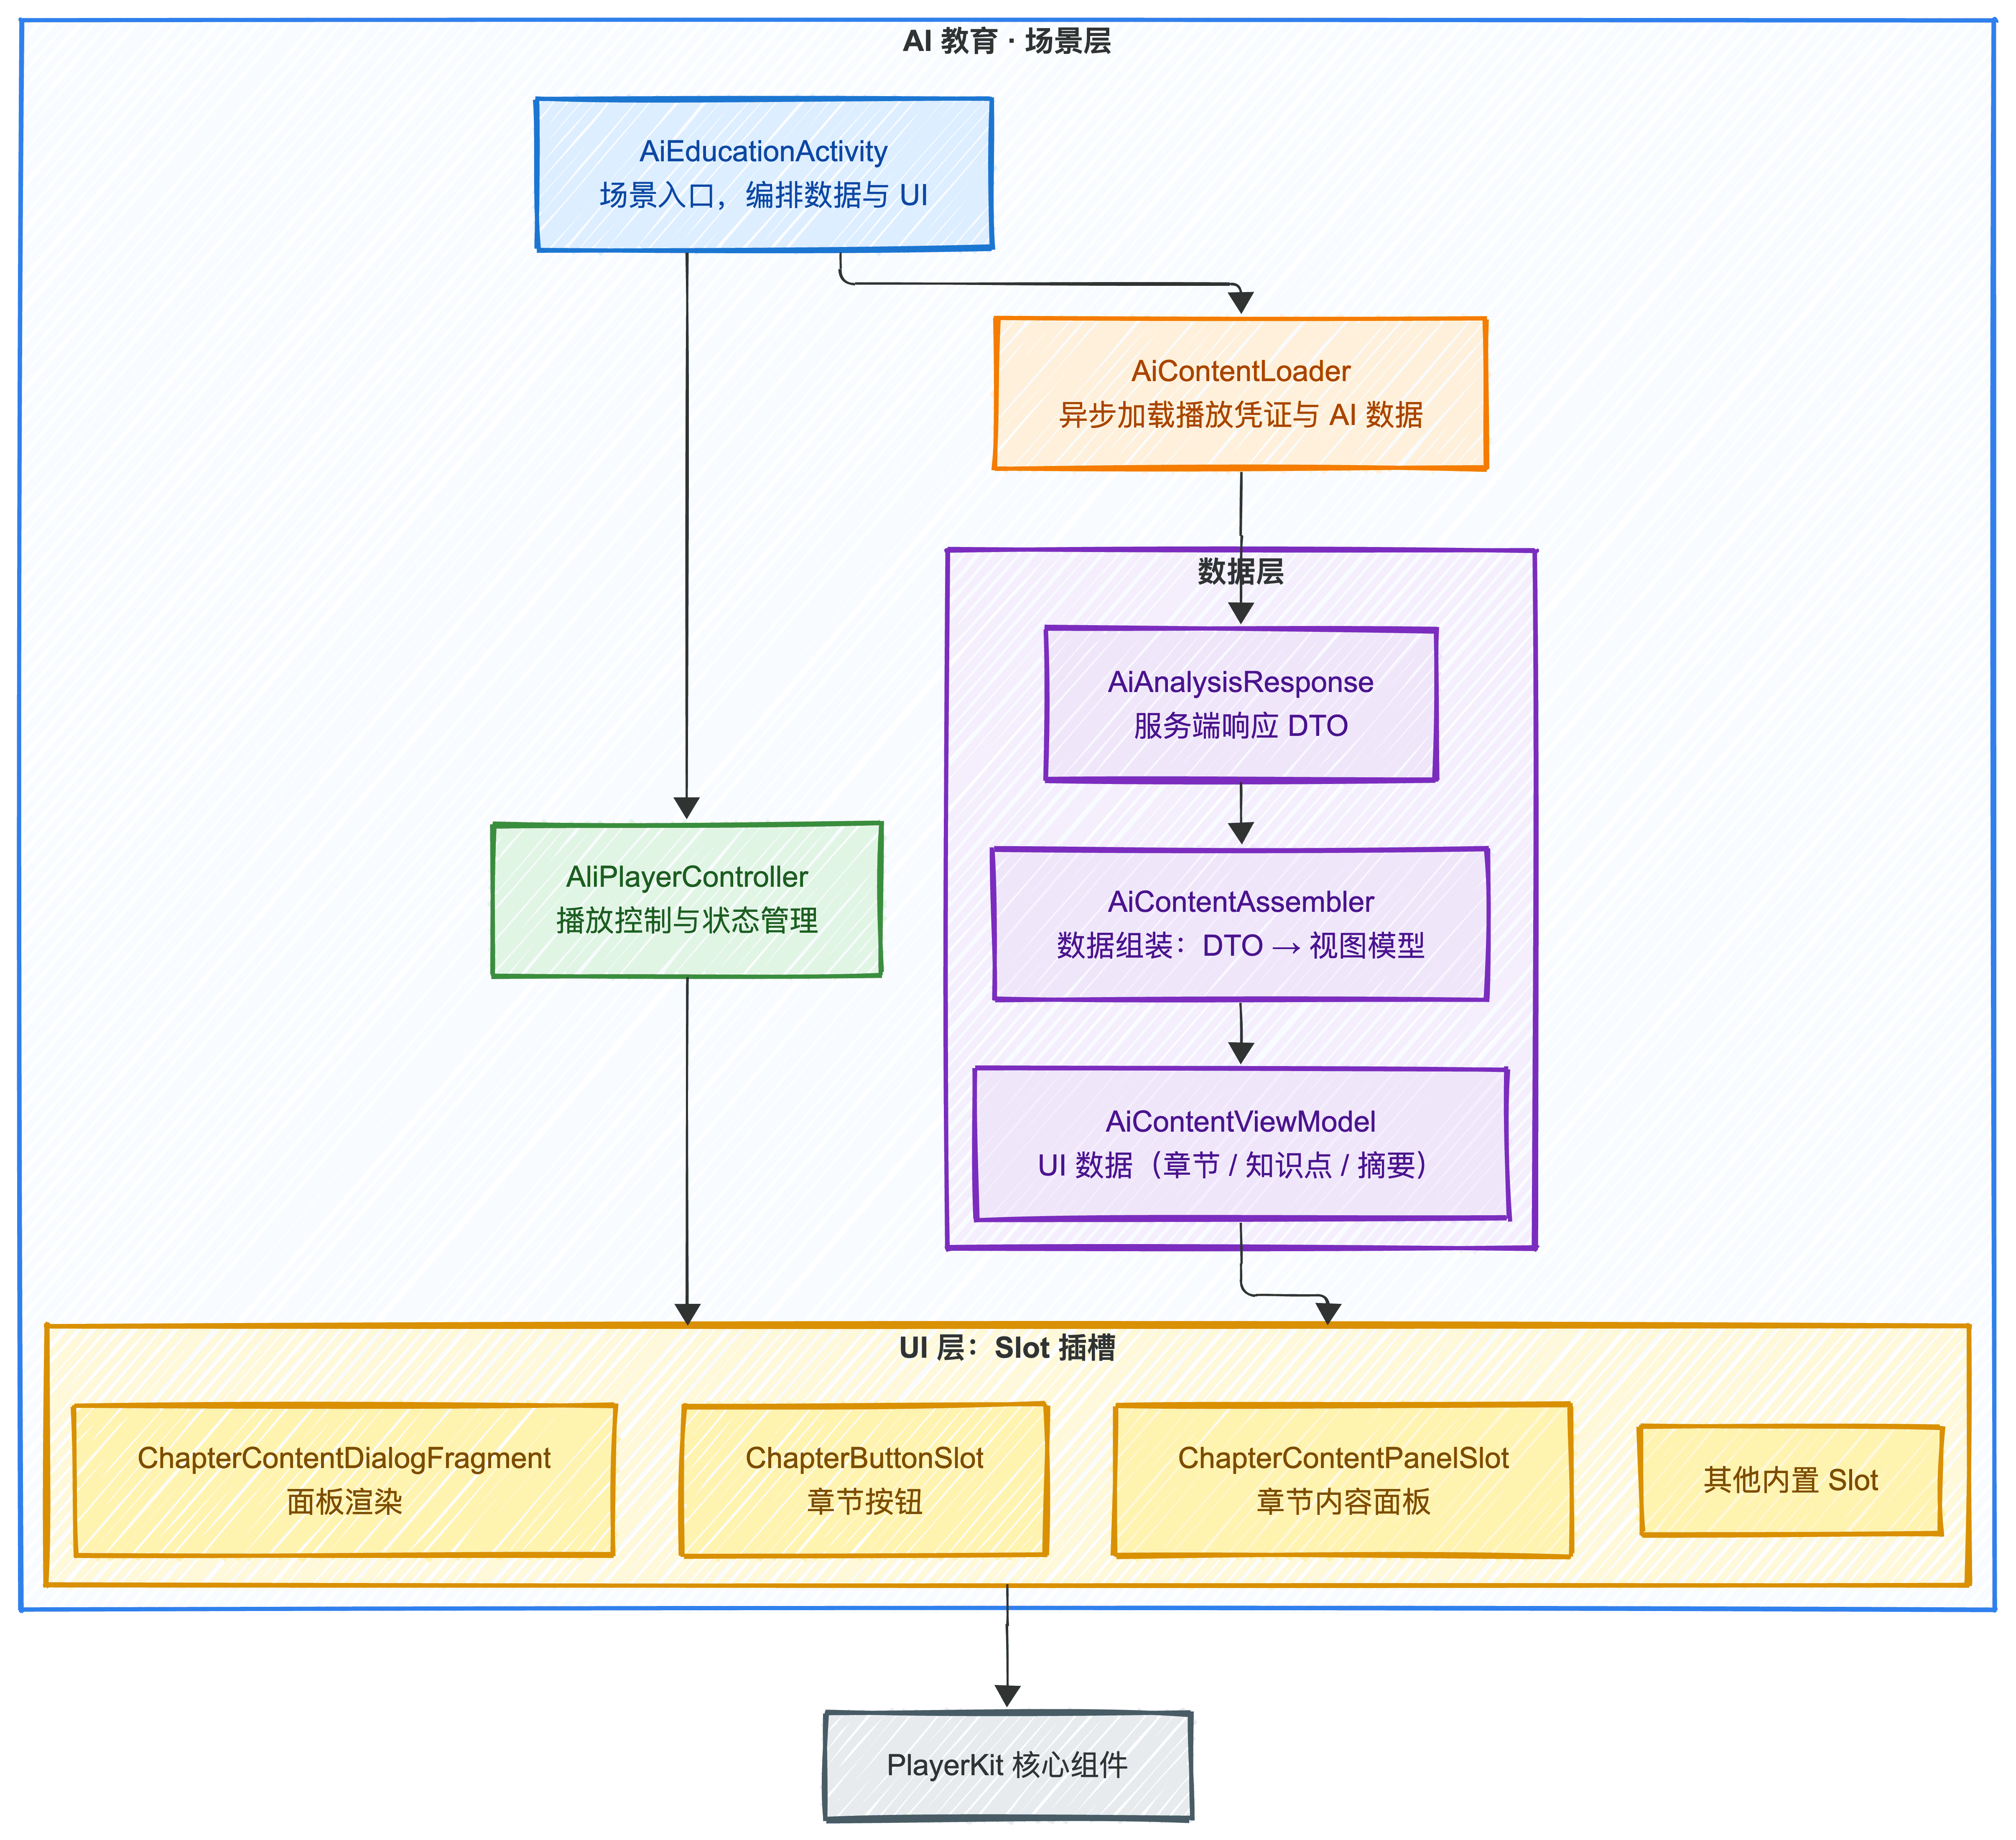 AI 教育 · 场景层
AiEducationActivity
场景入口，编排数据与 UI
AiContentLoader
异步加载播放凭证与 AI 数据
数据层
AiAnalysisResponse
服务端响应 DTO
AliPlayerController
播放控制与状态管理
AiContentAssembler
数据组装：DTO → 视图模型
AiContentViewModel
UI 数据（章节 / 知识点 / 摘要）
UI 层：Slot 插槽
ChapterContentDialogFragment
面板渲染
ChapterButtonSlot
章节按钮
ChapterContentPanelSlot
章节内容面板
其他内置 Slot
PlayerKit 核心组件